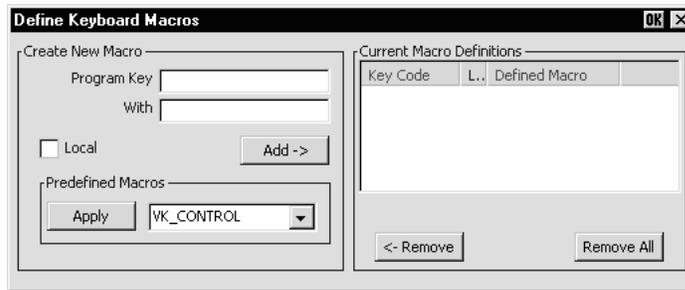 Define Keyboard Macros OK
Create New Macro
Program Key
With
Local
Add ->
Predefined Macros
Apply
VK_CONTROL
Current Macro Definitions
Key Code L.. Defined Macro
<- Remove
Remove All